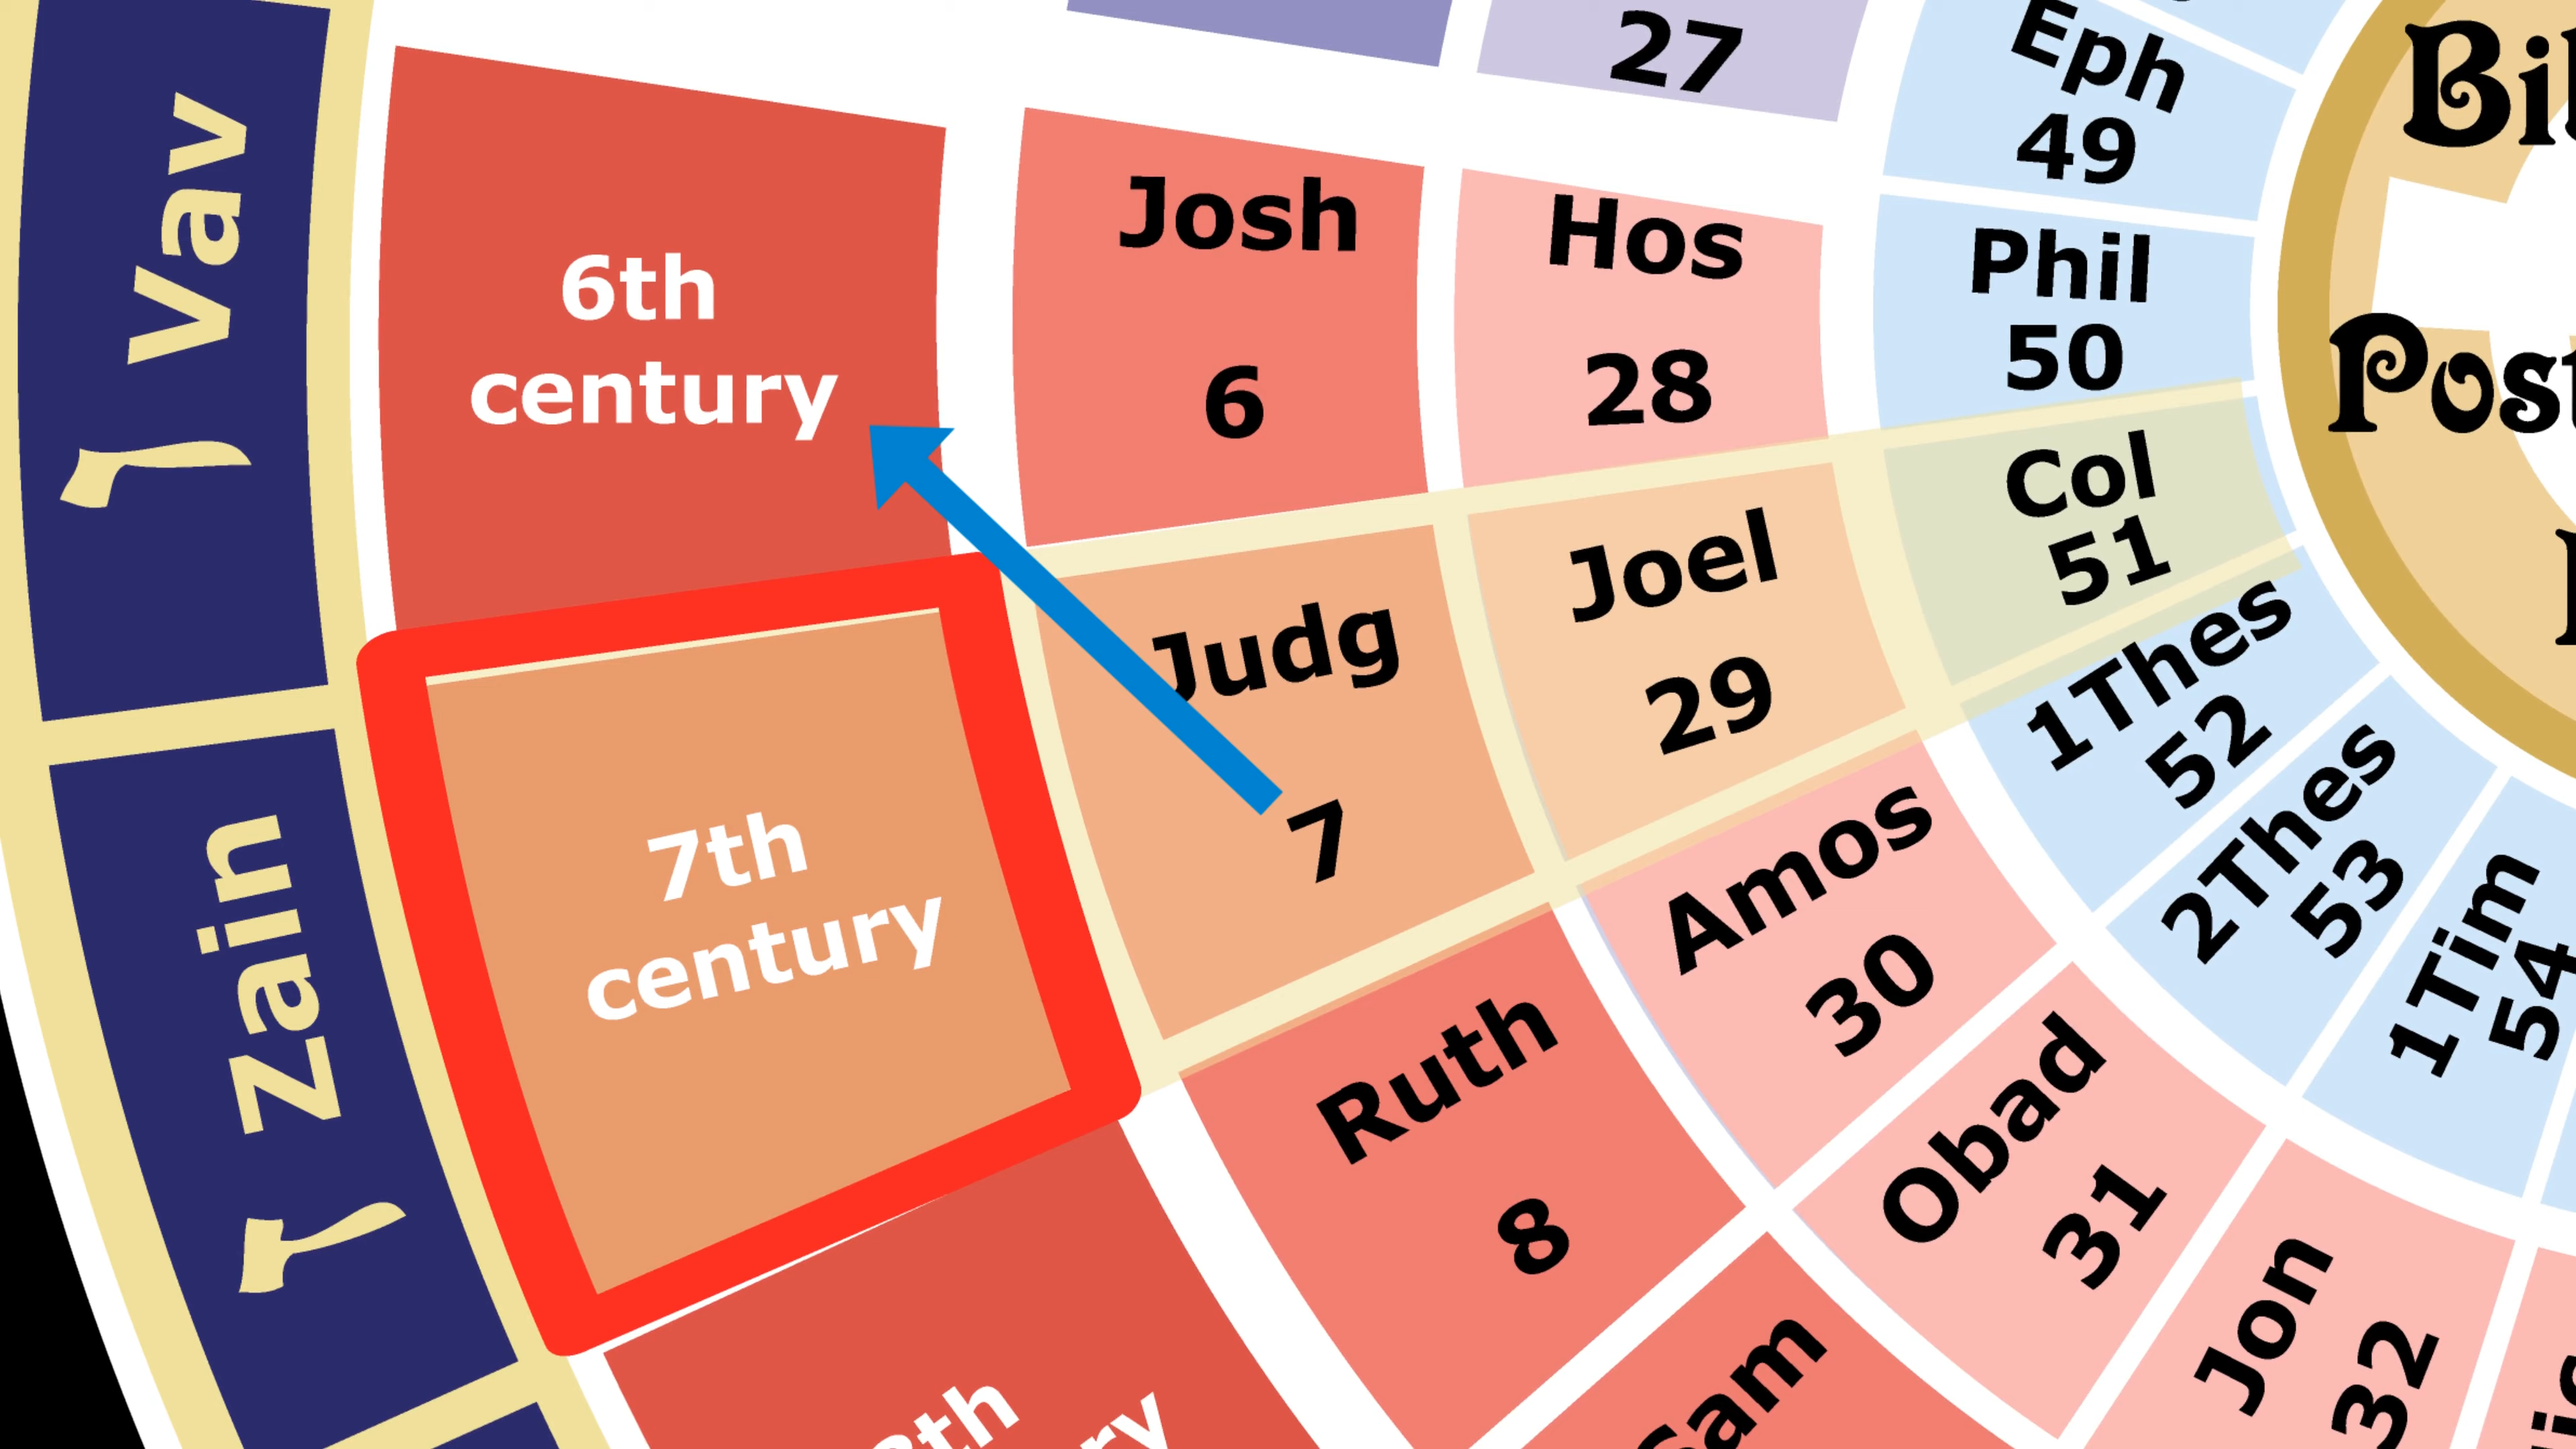 ו Vav
6th
century
Josh
6
Hos
28
27
Eph
49
Phil
50
ז Zain
7th
century
Judg
7
Joel
29
Col
51
Ruth
8
Amos
30
1Thes
52
Obad
31
2Thes
53
Jon
32
1Tim
54